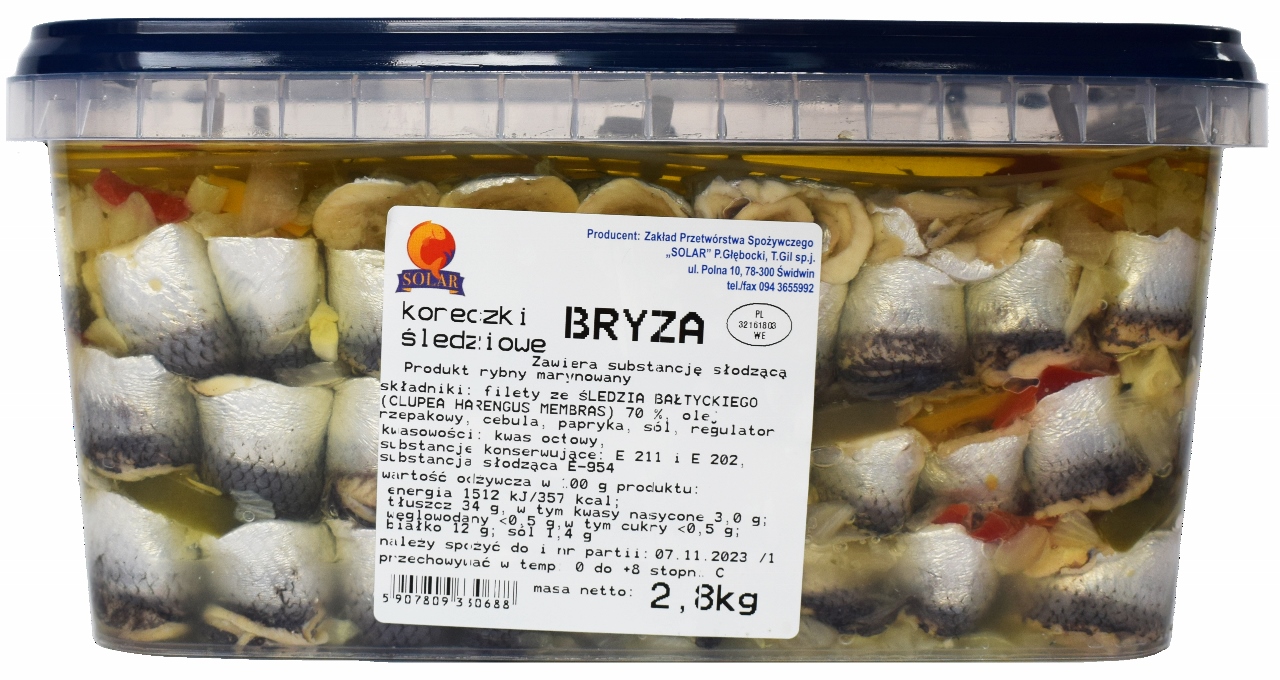 SOLAR
Producent: Zakład Przetwórstwa Spożywczego
„SOLAR” P.Głębocki, T.Gil sp.j.
ul. Polna 10, 78-300 Świdwin
tel./fax 094 3655992
koreczki
śledziowe
BRYZA
PL
32161803
WE
Zawiera substancję słodzącą
Produkt rybny marynowany
składniki: filety ze ŚLEDZIA BAŁTYCKIEGO
(CLUPEA HARENGUS MEMBRAS) 70 %, olej
rzepakowy, cebula, papryka, sól, regulator
kwasowości: kwas octowy,
substancje konserwujące: E 211 i E 202,
substancja słodząca E-954
wartość odżywcza w 100 g produktu:
energia 1512 kJ/357 kcal;
tłuszcz 34 g, w tym kwasy nasycone 3,0 g;
węglowodany <0,5 g,w tym cukry <0,5 g;
białko 12 g; sól 1,4 g
należy spożyć do i nr partii: 07.11.2023 /1
przechowywać w temp. 0 do +8 stopn. C
5 907809 330688
masa netto: 2,8kg